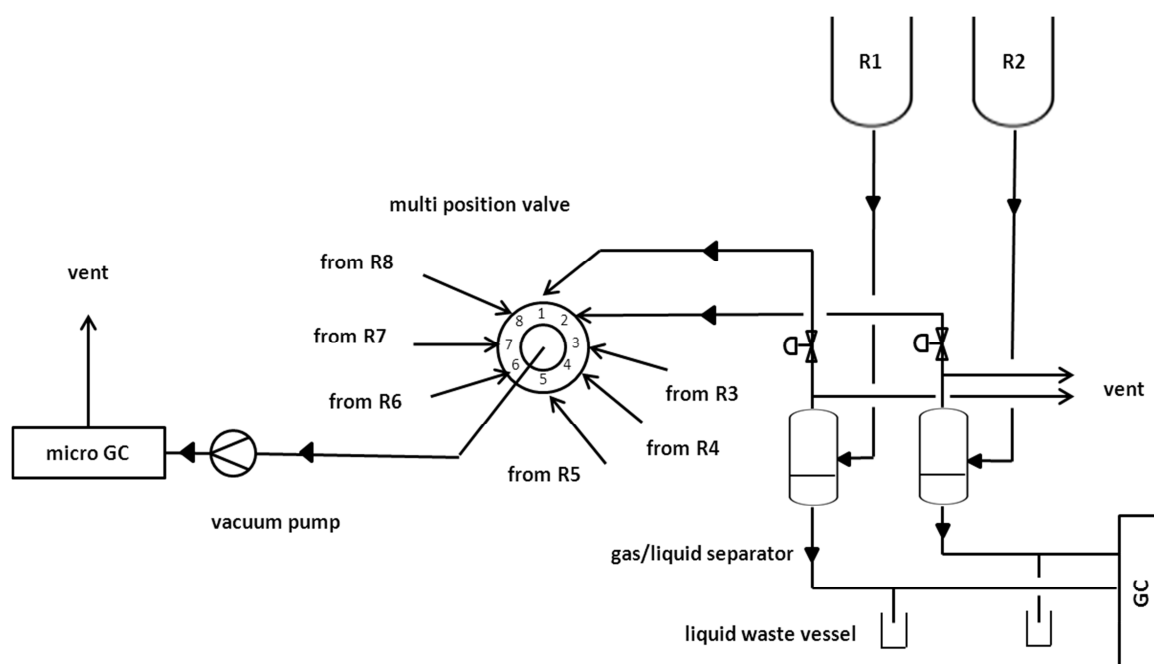 R1
R2
multi position valve
from R8
vent
1
8
2
from R7
7
3
vent
6
4
from R6
5
from R3
from R4
micro GC
from R5
vacuum pump
gas/liquid separator
GC
liquid waste vessel